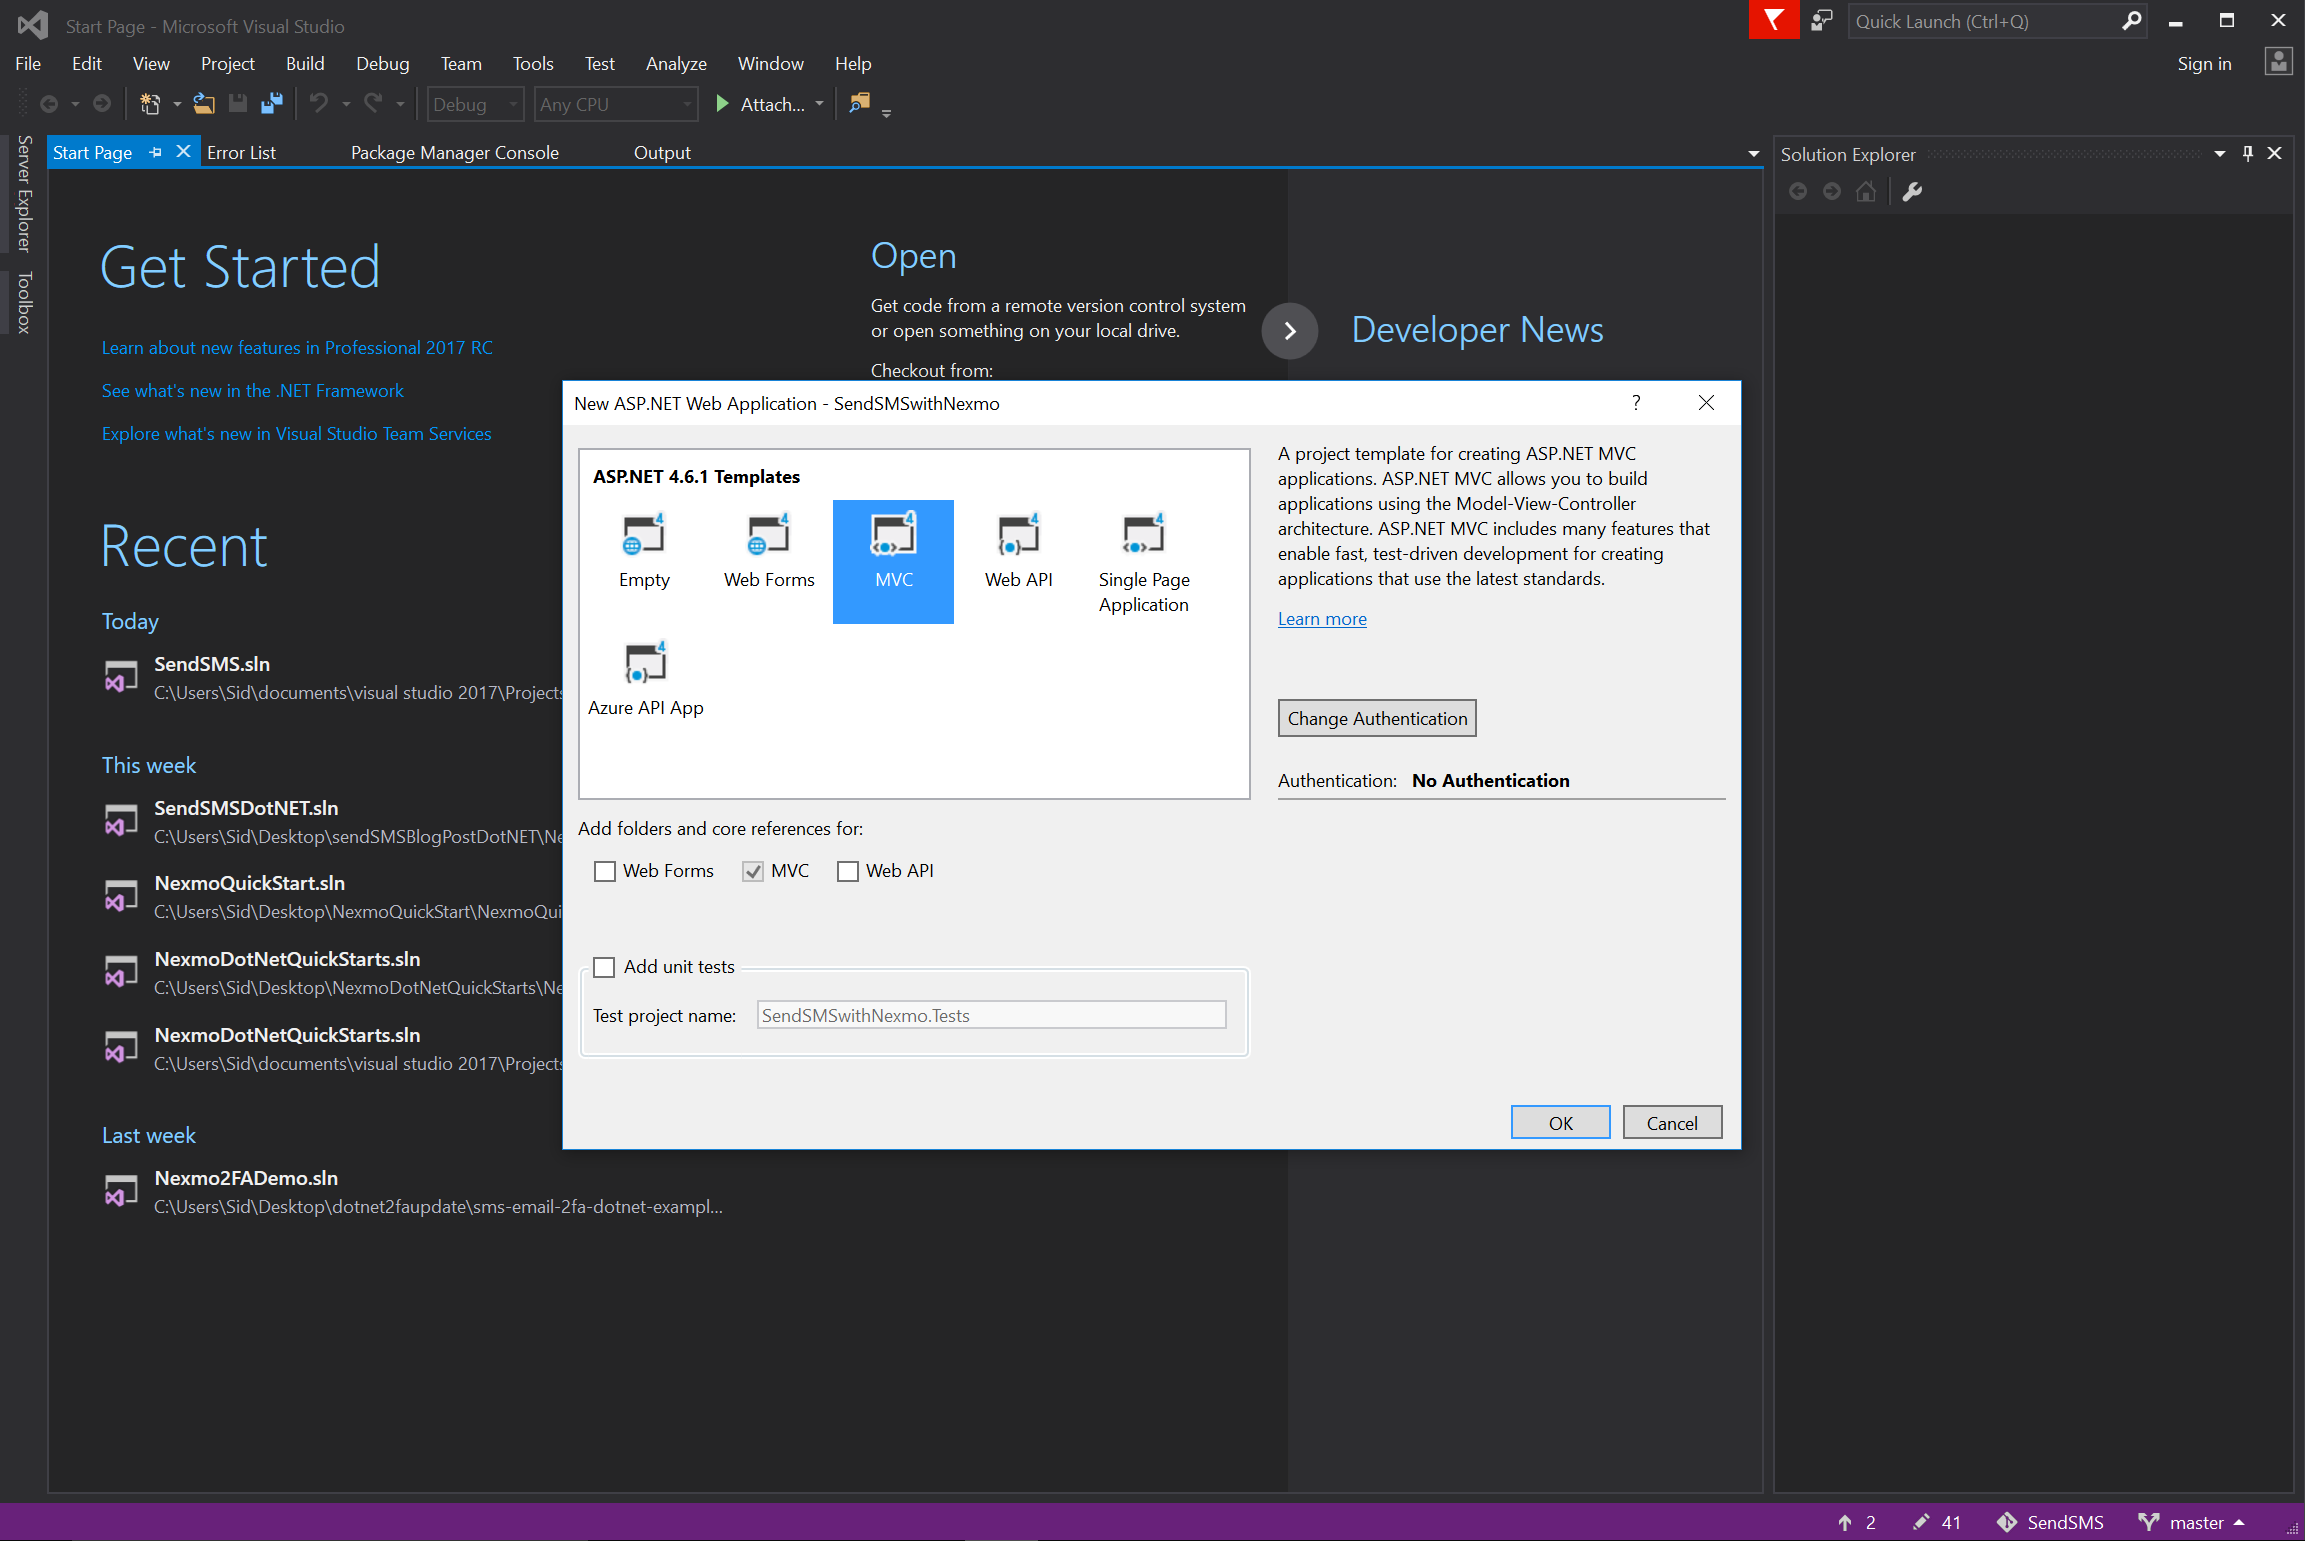 Start Page - Microsoft Visual Studio
Quick Launch (Ctrl+Q)
File Edit View Project Build Debug Team Tools Test Analyze Window Help
Sign in
Debug Any CPU Attach...
Server Explorer
Toolbox
Start Page Error List Package Manager Console Output
Solution Explorer
Get Started
Learn about new features in Professional 2017 RC
See what's new in the .NET Framework
Explore what's new in Visual Studio Team Services
Open
Get code from a remote version control system
or open something on your local drive.
Checkout from:
Developer News
Recent
Today
SendSMS.sln
C:\Users\Sid\documents\visual studio 2017\Projects
This week
SendSMSDotNET.sln
C:\Users\Sid\Desktop\sendSMSBlogPostDotNET\Ne
NexmoQuickStart.sln
C:\Users\Sid\Desktop\NexmoQuickStart\NexmoQui
NexmoDotNetQuickStarts.sln
C:\Users\Sid\Desktop\NexmoDotNetQuickStarts\Ne
NexmoDotNetQuickStarts.sln
C:\Users\Sid\documents\visual studio 2017\Projects
Last week
Nexmo2FADemo.sln
C:\Users\Sid\Desktop\dotnet2faupdate\sms-email-2fa-dotnet-exampl...
New ASP.NET Web Application - SendSMSwithNexmo
?
ASP.NET 4.6.1 Templates
Empty
Web Forms
MVC
Web API
Single Page
Application
Azure API App
A project template for creating ASP.NET MVC
applications. ASP.NET MVC allows you to build
applications using the Model-View-Controller
architecture. ASP.NET MVC includes many features that
enable fast, test-driven development for creating
applications that use the latest standards.
Learn more
Change Authentication
Authentication: No Authentication
Add folders and core references for:
Web Forms MVC Web API
Add unit tests
Test project name: SendSMSwithNexmo.Tests
OK Cancel
2 41 SendSMS master